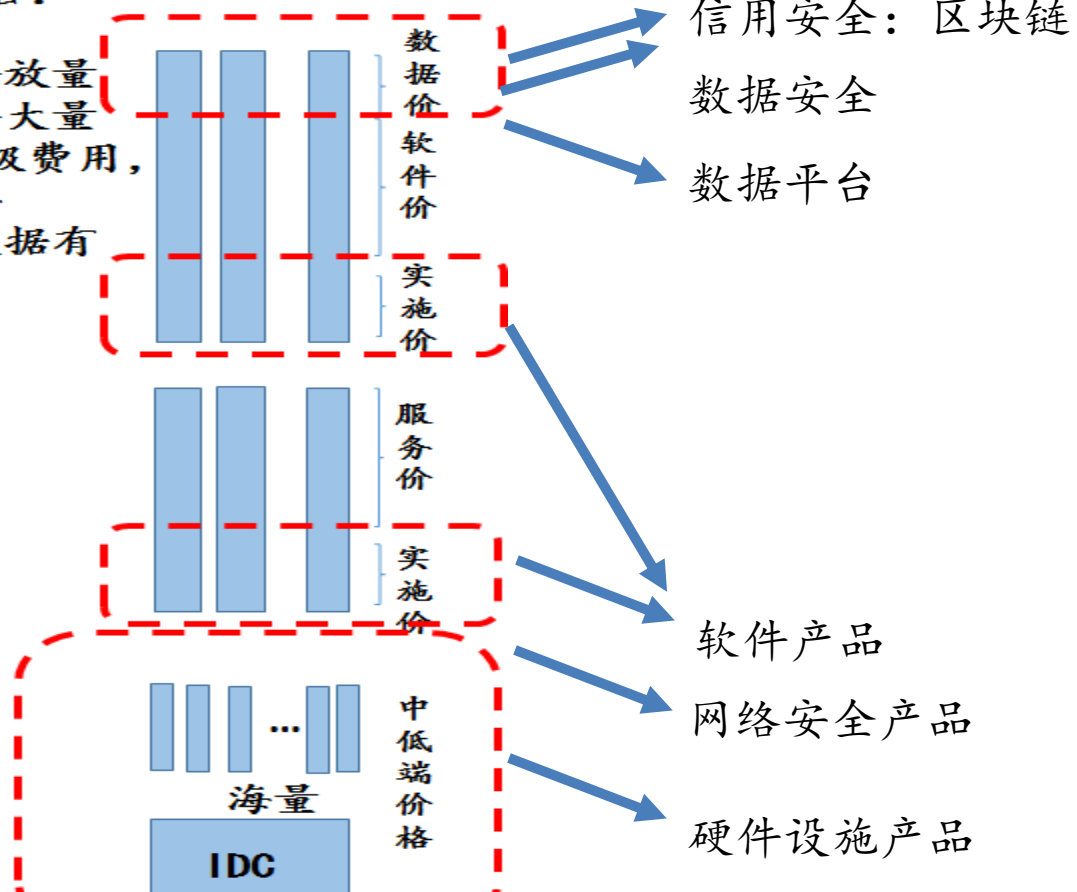 放量
大量
及费用，
据有
数据价
软件价
实施价
服务价
实施价
中低端价格
...
海量
IDC
信用安全：区块链
数据安全
数据平台
软件产品
网络安全产品
硬件设施产品